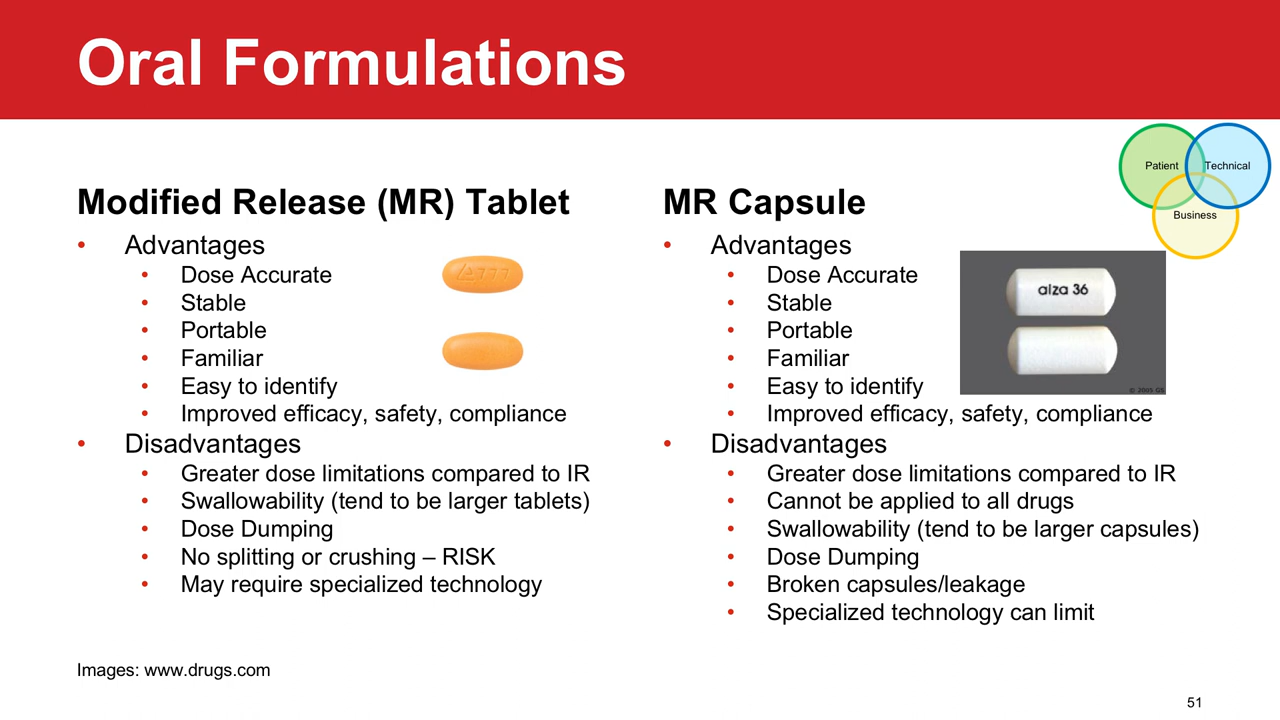 Oral Formulations
Patient
Technical
Business
Modified Release (MR) Tablet
• Advantages
• Dose Accurate
• Stable
• Portable
• Familiar
• Easy to identify
• Improved efficacy, safety, compliance
• Disadvantages
• Greater dose limitations compared to IR
• Swallowability (tend to be larger tablets)
• Dose Dumping
• No splitting or crushing – RISK
• May require specialized technology
777
MR Capsule
• Advantages
• Dose Accurate
• Stable
• Portable
• Familiar
• Easy to identify
• Improved efficacy, safety, compliance
• Disadvantages
• Greater dose limitations compared to IR
• Cannot be applied to all drugs
• Swallowability (tend to be larger capsules)
• Dose Dumping
• Broken capsules/leakage
• Specialized technology can limit
alza 36
© 2005 GS
Images: www.drugs.com
51